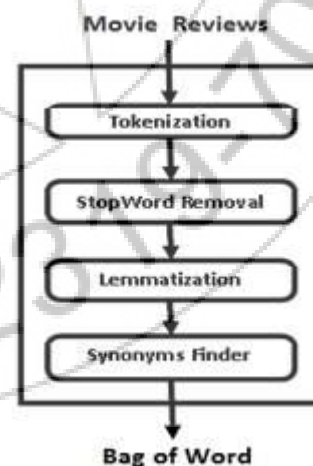 Movie Reviews
Tokenization
StopWord Removal
Lemmatization
Synonyms Finder
Bag of Word